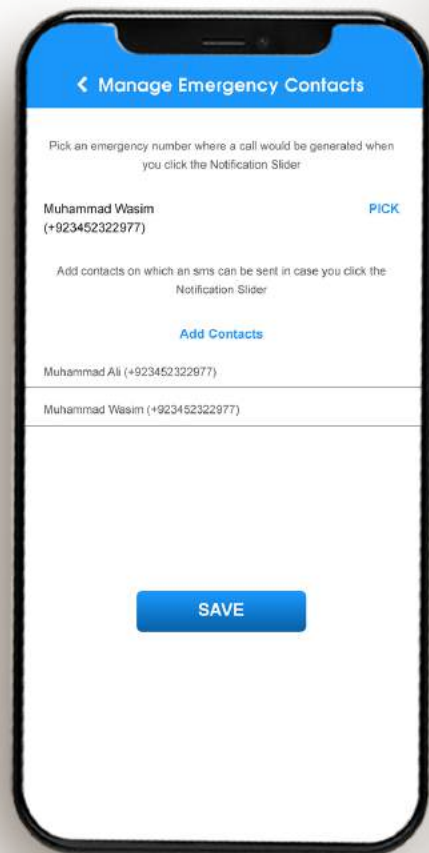 Manage Emergency Contacts
Pick an emergency number where a call would be generated when
you click the Notification Slider
Muhammad Wasim PICK
(+923452322977)
Add contacts on which an sms can be sent in case you click the
Notification Slider
Add Contacts
Muhammad Ali (+923452322977)
Muhammad Wasim (+923452322977)
SAVE